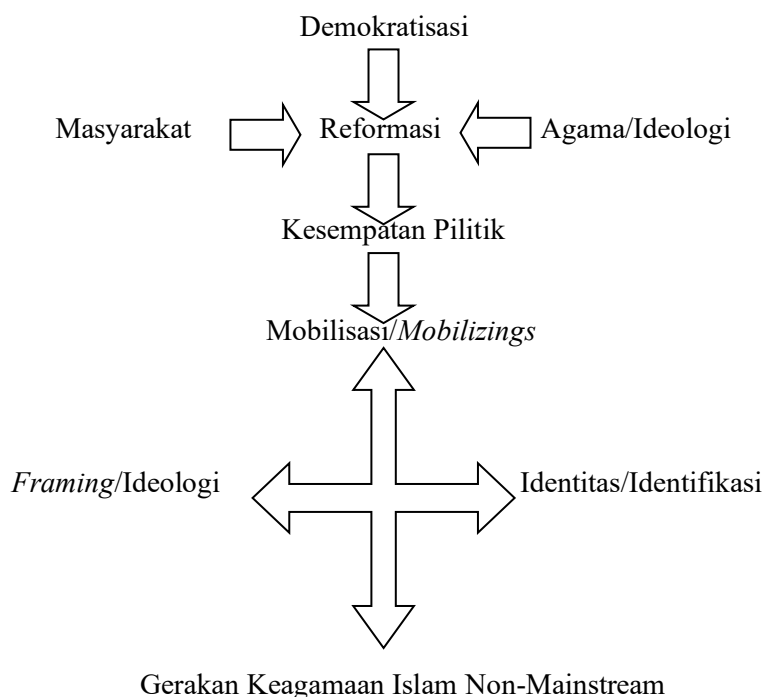 Demokratisasi
Masyarakat
Reformasi
Agama/Ideologi
Kesempatan Pilitik
Mobilisasi/Mobilizings
Framing/Ideologi
Identitas/Identifikasi
Gerakan Keagamaan Islam Non-Mainstream